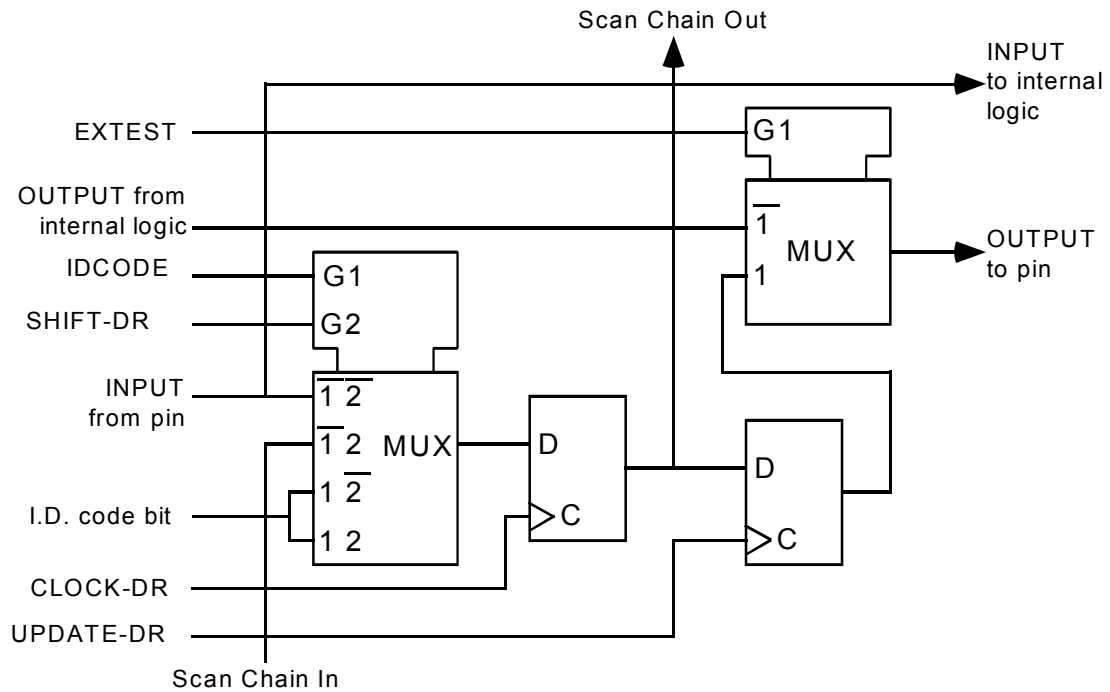 Scan Chain Out
INPUT
to internal
logic
EXTEST
G1
OUTPUT from
internal logic
1
MUX
1
OUTPUT
to pin
IDCODE
G1
SHIFT-DR
G2
INPUT
from pin
1 2
1 2
MUX
1 2
1 2
I.D. code bit
D
C
D
C
CLOCK-DR
UPDATE-DR
Scan Chain In